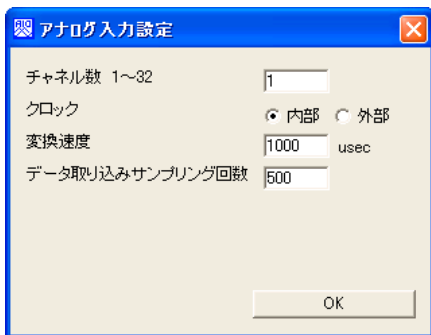 アナログ入力設定
チャネル数 1～32 1
クロック 内部 外部
変換速度 1000 usec
データ取り込みサンプリング回数 500
OK